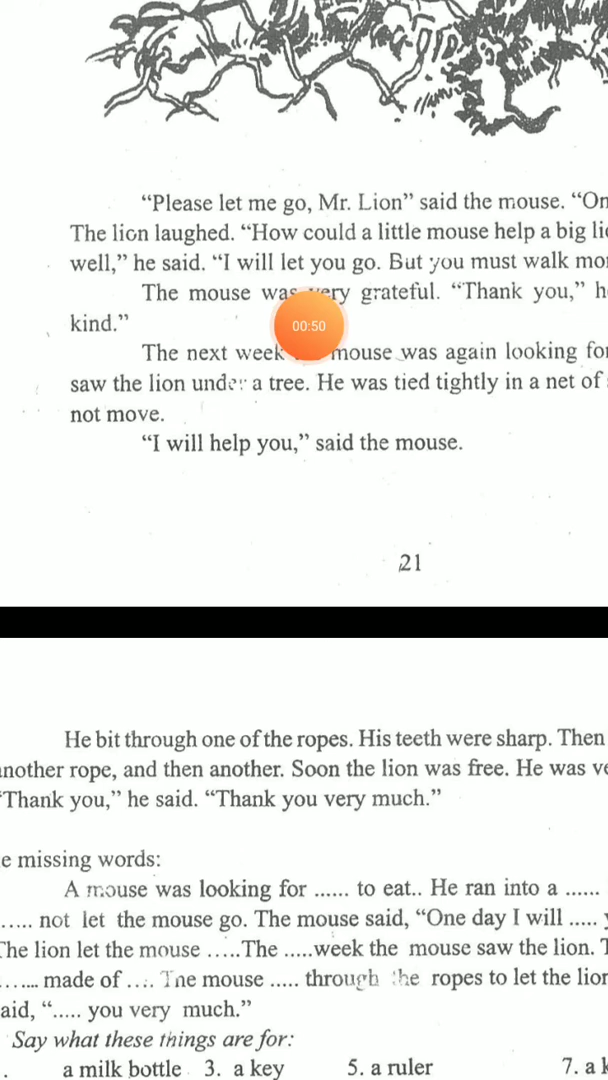 “Please let me go, Mr. Lion” said the mouse. “On
The lion laughed. “How could a little mouse help a big li
well,” he said. “I will let you go. But you must walk mo
The mouse was very grateful. “Thank you,” h
kind.”
00:50
The next week mouse was again looking fo
saw the lion under a tree. He was tied tightly in a net of
not move.
“I will help you,” said the mouse.
21
He bit through one of the ropes. His teeth were sharp. Then
nother rope, and then another. Soon the lion was free. He was ve
“Thank you,” he said. “Thank you very much.”
e missing words:
A mouse was looking for ...... to eat.. He ran into a ......
..... not let the mouse go. The mouse said, “One day I will ..... y
The lion let the mouse .....The .....week the mouse saw the lion. T
....... made of .... The mouse ..... through the ropes to let the lion
aid, “..... you very much.”
Say what these things are for:
. a milk bottle 3. a key 5. a ruler 7. a k